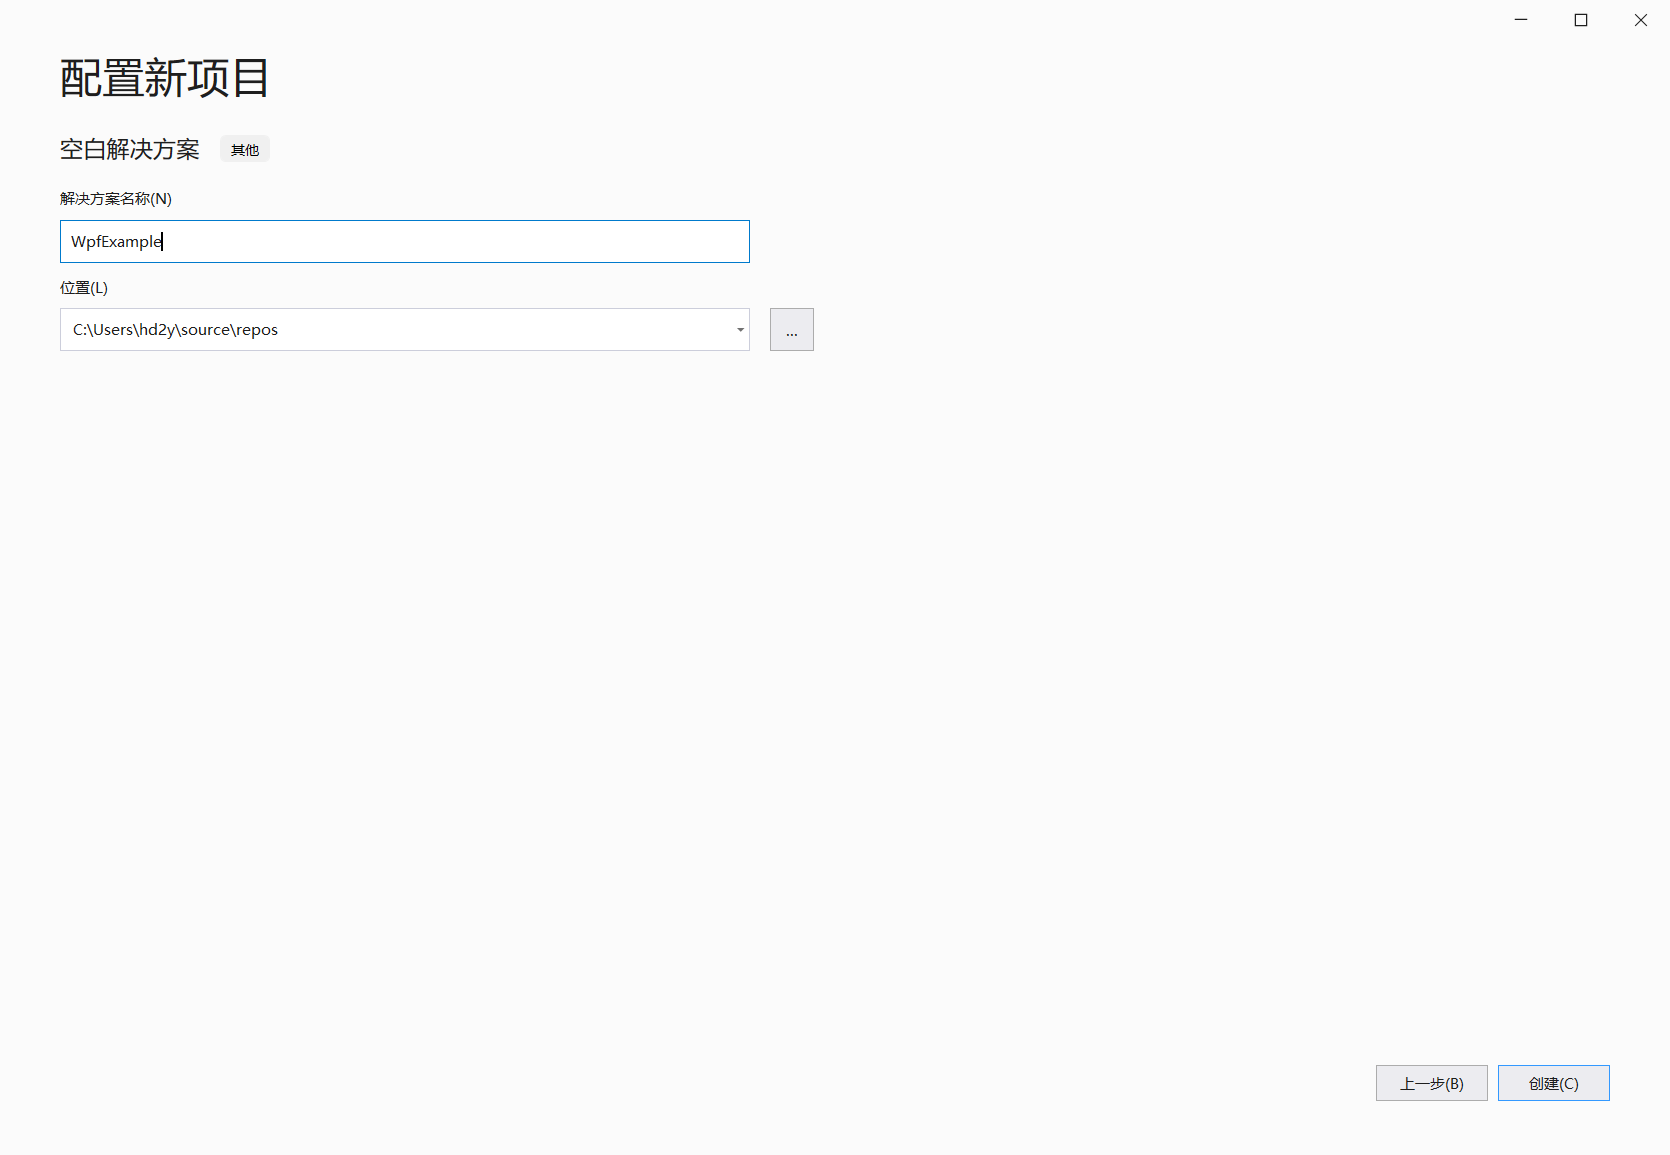 配置新项目
空白解决方案 其他
解决方案名称(N)
WpfExample
位置(L)
C:\Users\hd2y\source\repos
...
上一步(B) 创建(C)